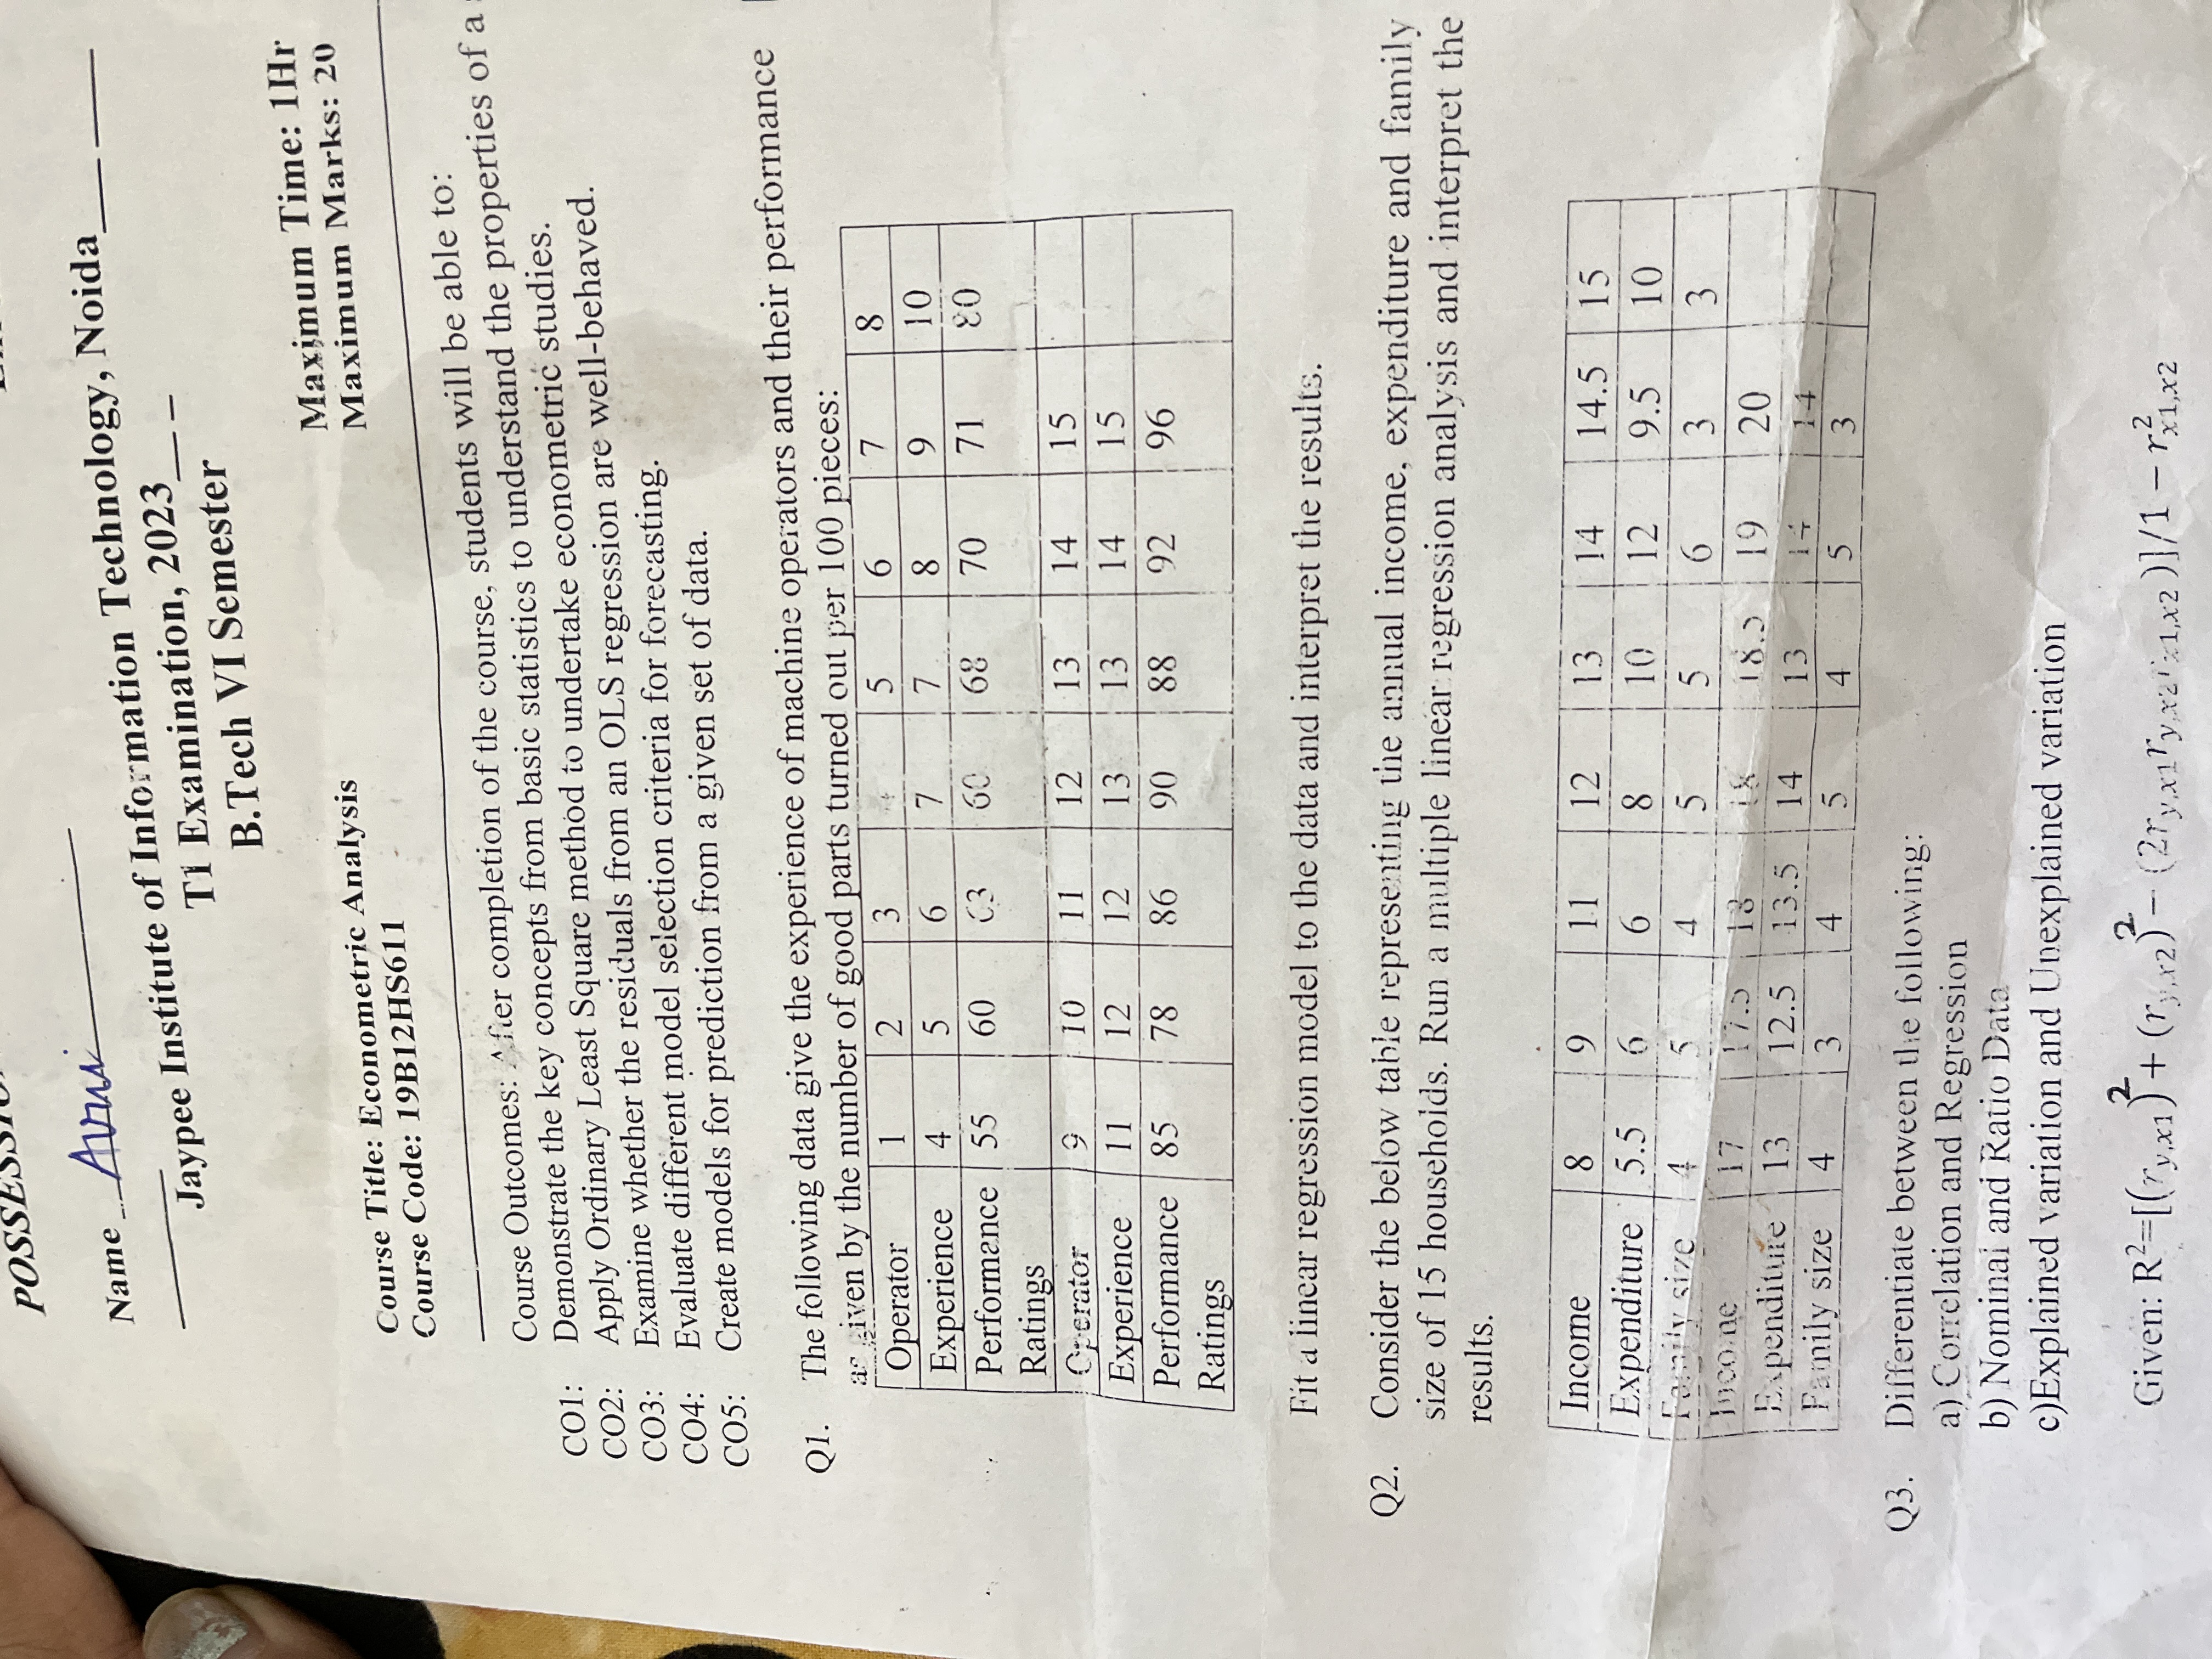 Name Avni
Jaypee Institute of Information Technology, Noida
T1 Examination, 2023
B.Tech VI Semester
Maximum Time: 1Hr
Course Title: Econometric Analysis
Maximum Marks: 20
Course Code: 19B12HS611
Course Outcomes: After completion of the course, students will be able to:
CO1: Demonstrate the key concepts from basic statistics to understand the properties of a
CO2: Apply Ordinary Least Square method to undertake econometric studies.
CO3: Examine whether the residuals from an OLS regression are well-behaved.
CO4: Evaluate different model selection criteria for forecasting.
CO5: Create models for prediction from a given set of data.
Q1. The following data give the experience of machine operators and their performance
as given by the number of good parts turned out per 100 pieces:
Operator 1 2 3 4 5 6 7 8
Experience 4 5 6 7 7 8 9 10
Performance 55 60 63 60 68 70 71 80
Ratings
Operator 9 10 11 12 13 14 15
Experience 11 12 12 13 13 14 15
Performance 85 78 86 90 88 92 96
Ratings
Fit a linear regression model to the data and interpret the results.
Q2. Consider the below table representing the annual income, expenditure and family
size of 15 households. Run a multiple linear regression analysis and interpret the
results.
Income 8 9 11 12 13 14 14.5 15
Expenditure 5.5 6 6 8 10 12 9.5 10
Family size 4 5 4 5 5 6 3 3
Income 17 17.5 18 18 18.5 19 20
Expenditure 13 12.5 13.5 14 13 14 14
Family size 4 3 4 5 4 5 3
Q3. Differentiate between the following:
a) Correlation and Regression
b) Nominal and Ratio Data
c)Explained variation and Unexplained variation
Given: R²=[(r_{y,x1})² + (r_{y,x2})² − (2r_{y,x1}r_{y,x2}r_{x1,x2})]/1 − r²_{x1,x2}